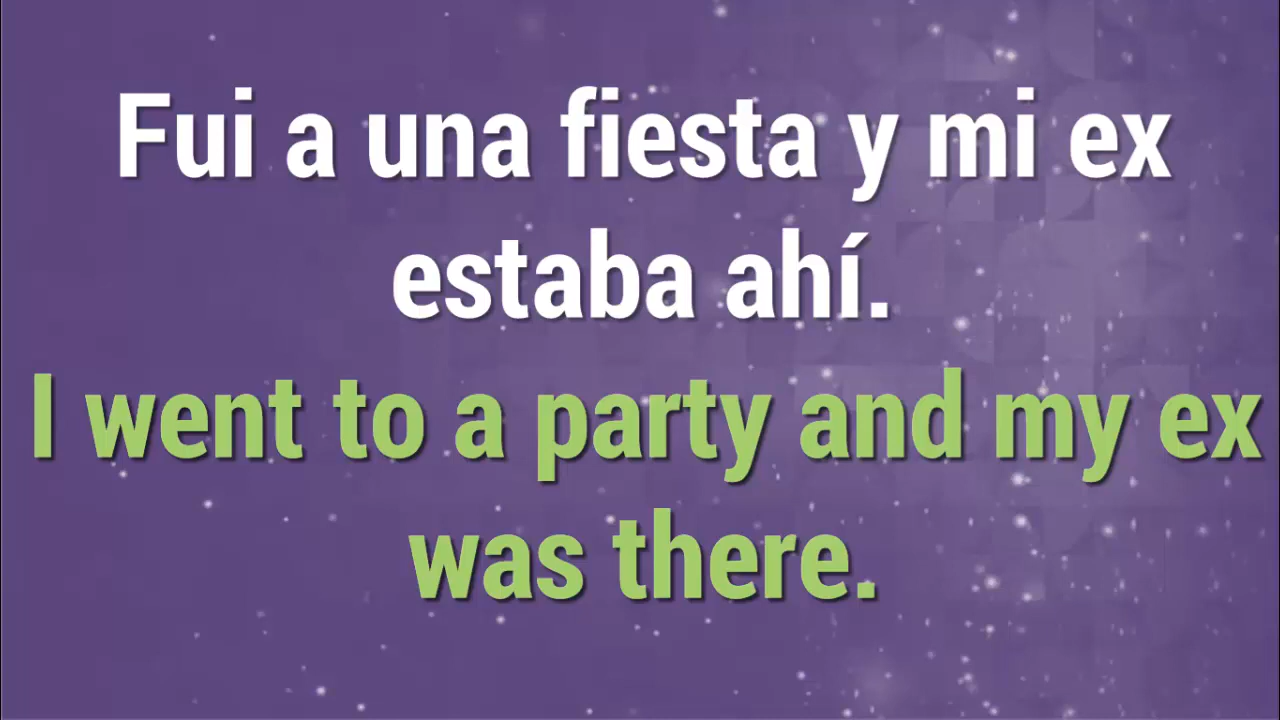 Fui a una fiesta y mi ex
estaba ahí.
I went to a party and my ex
was there.